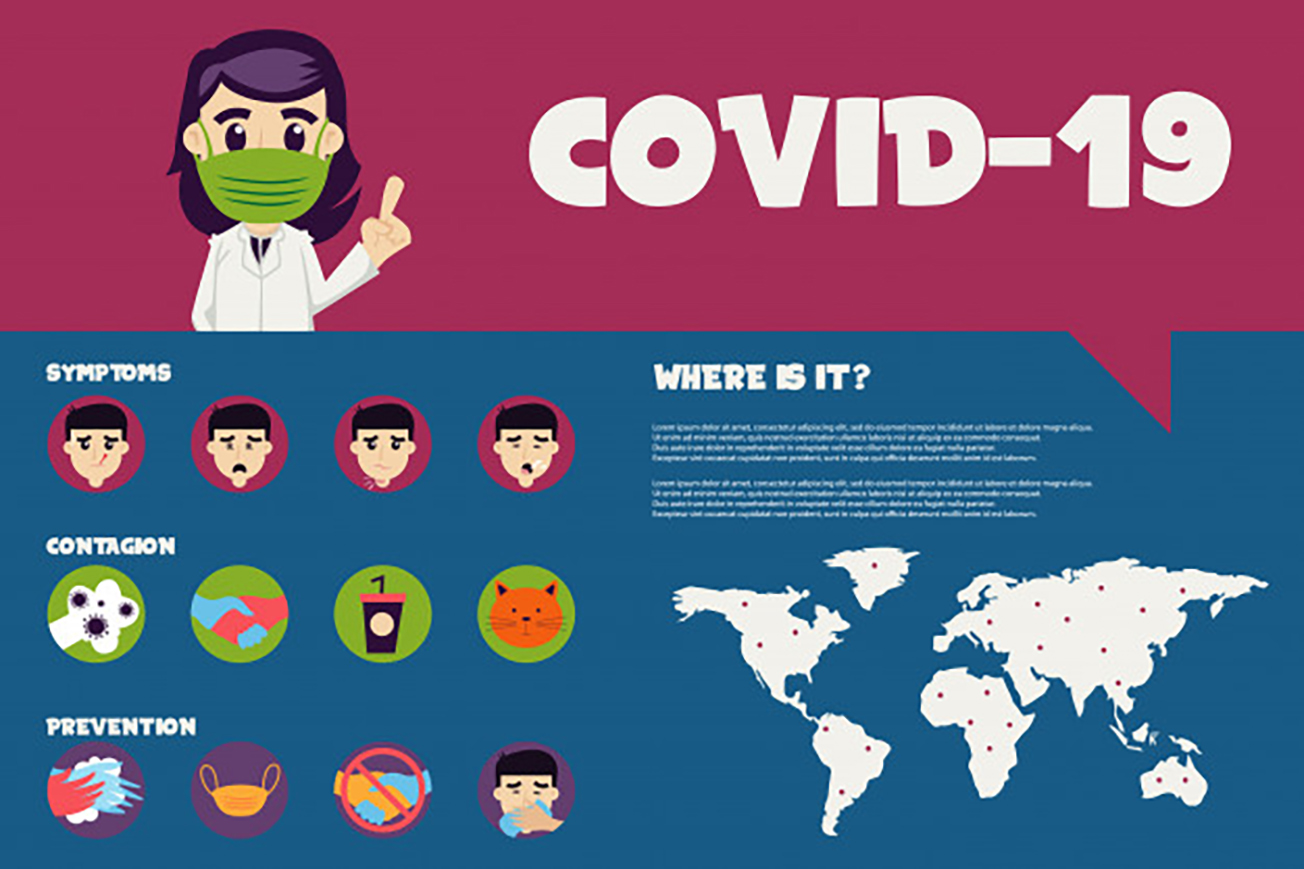 COVID-19
SYMPTOMS
CONTAGION
PREVENTION
WHERE IS IT?
Lorem ipsum dolor sit amet, consectetur adipiscing elit, sed do eiusmod tempor incididunt ut labore et dolore magna aliqua.
Ut enim ad minim veniam, quis nostrud exercitation ullamco laboris nisi ut aliquip ex ea commodo consequat.
Duis aute irure dolor in reprehenderit in voluptate velit esse cillum dolore eu fugiat nulla pariatur.
Excepteur sint occaecat cupidatat non proident, sunt in culpa qui officia deserunt mollit anim id est laborum.
Lorem ipsum dolor sit amet, consectetur adipiscing elit, sed do eiusmod tempor incididunt ut labore et dolore magna aliqua.
Ut enim ad minim veniam, quis nostrud exercitation ullamco laboris nisi ut aliquip ex ea commodo consequat.
Duis aute irure dolor in reprehenderit in voluptate velit esse cillum dolore eu fugiat nulla pariatur.
Excepteur sint occaecat cupidatat non proident, sunt in culpa qui officia deserunt mollit anim id est laborum.